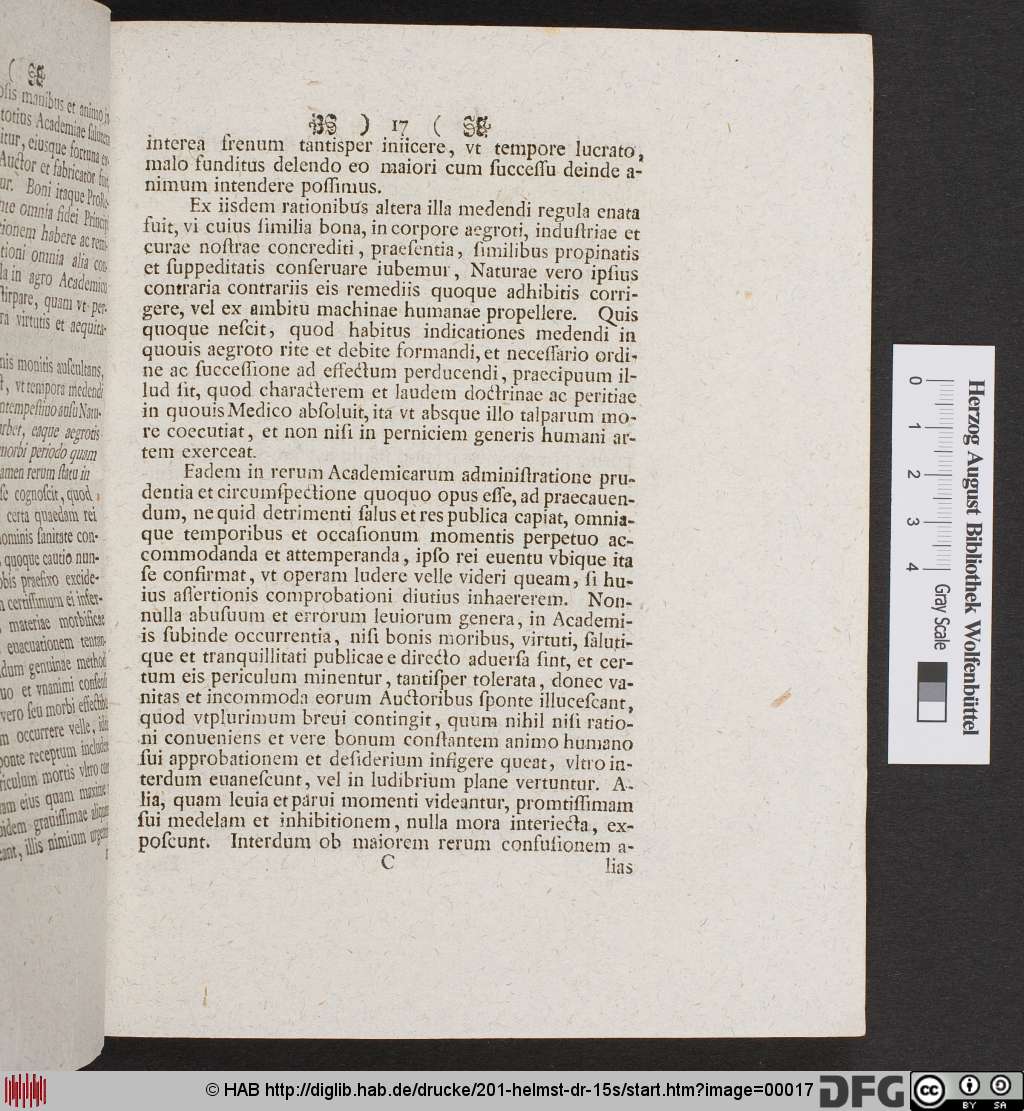 ) 17 (
interea frenum tantisper iniicere, vt tempore lucrato,
malo funditus delendo eo maiori cum ſucceſſu deinde a-
nimum intendere poſſimus.
Ex iisdem rationibus altera illa medendi regula enata
fuit, vi cuius ſimilia bona, in corpore aegroti, induſtriae et
curae noſtrae concrediti, praeſentia, ſimilibus propinatis
et ſuppeditatis conſeruare iubemur, Naturae vero ipſius
contraria contrariis eis remediis quoque adhibitis corri-
gere, vel ex ambitu machinae humanae propellere. Quis
quoque neſcit, quod habitus indicationes medendi in
quouis aegroto rite et debite formandi, et neceſſario ordi-
ne ac ſucceſſione ad effectum perducendi, praecipuum il-
lud ſit, quod characterem et laudem doctrinae ac peritiae
in quouis Medico abſoluit, ita vt absque illo talparum mo-
re coecutiat, et non niſi in perniciem generis humani ar-
tem exerceat.
Eadem in rerum Academicarum adminiſtratione pru-
dentia et circumſpectione quoquo opus eſſe, ad praecauen-
dum, ne quid detrimenti ſalus et res publica capiat, omnia-
que temporibus et occaſionum momentis perpetuo ac-
commodanda et attemperanda, ipſo rei euentu vbique ita
ſe confirmat, vt operam ludere velle videri queam, ſi hu-
ius aſſertionis comprobationi diutius inhaererem. Non-
nulla abuſuum et errorum leuiorum genera, in Academi-
is ſubinde occurrentia, niſi bonis moribus, virtuti, ſaluti-
que et tranquillitati publicae e directo aduerſa ſint, et cer-
tum eis periculum minentur, tantiſper tolerata, donec va-
nitas et incommoda eorum Auctoribus ſponte illuceſcant,
quod vtplurimum breui contingit, quum nihil niſi ratio-
ni conueniens et vere bonum conſtantem animo humano
ſui approbationem et deſiderium infigere queat, vltro in-
terdum euaneſcunt, vel in ludibrium plane vertuntur. A-
lia, quam leuia et parui momenti videantur, promtiſſimam
ſui medelam et inhibitionem, nulla mora interiecta, ex-
poſcunt. Interdum ob maiorem rerum confuſionem a-
C lias
Herzog August Bibliothek Wolfenbüttel
0 1 2 3 4
Gray Scale
© HAB http://diglib.hab.de/drucke/201-helmst-dr-15s/start.htm?image=00017
DFG
cc BY SA